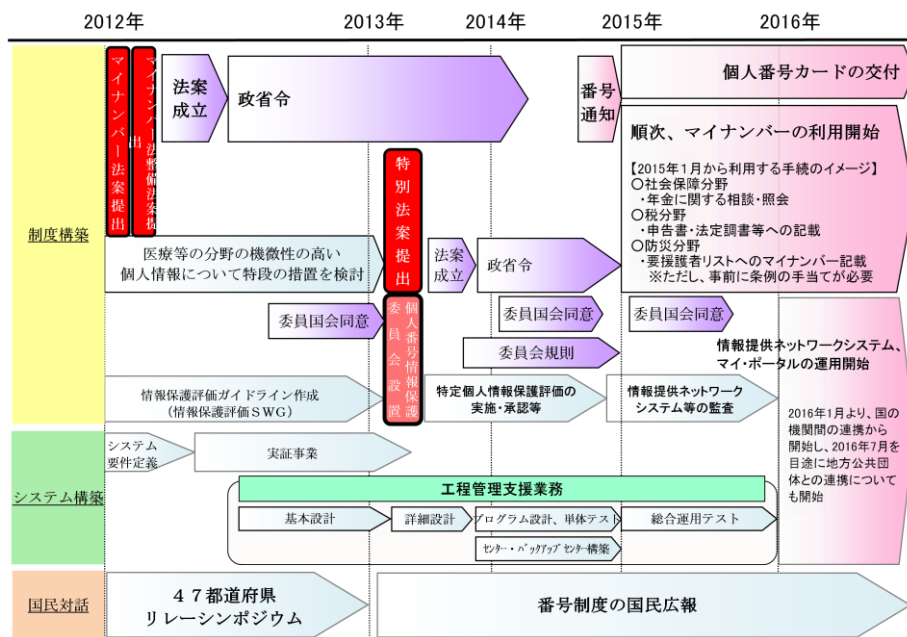 2012年
2013年
2014年
2015年
2016年
制度構築
マイナンバー法案提出
マイナンバー法整備法案提
出
法案
成立
政省令
番号
通知
個人番号カードの交付
順次、マイナンバーの利用開始
【2015年1月から利用する手続のイメージ】
○社会保障分野
・年金に関する相談・照会
○税分野
・申告書・法定調書等への記載
○防災分野
・要援護者リストへのマイナンバー記載
※ただし、事前に条例の手当てが必要
医療等の分野の機微性の高い
個人情報について特段の措置を検討
特別法案提出
法案
成立
政省令
委員国会同意
個人番号情報保護
委員会設置
委員国会同意
委員国会同意
委員会規則
情報提供ネットワークシステム、
マイ・ポータルの運用開始
情報保護評価ガイドライン作成
(情報保護評価SWG)
特定個人情報保護評価の
実施・承認等
情報提供ネットワーク
システム等の監査
2016年1月より、国の
機関間の連携から
開始し、2016年7月を
目途に地方公共団
体との連携について
も開始
システム構築
システム
要件定義
実証事業
工程管理支援業務
基本設計
詳細設計
プログラム設計、単体テスト
総合運用テスト
センター・バックアップセンター構築
国民対話
47都道府県
リレーシンポジウム
番号制度の国民広報